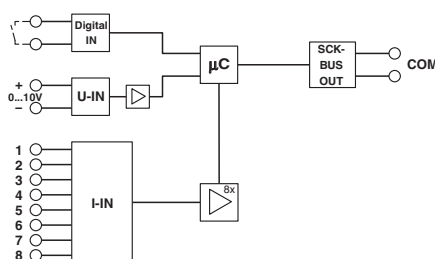 Digital
IN
+
0...10V
–
U-IN
µC
SCK-
BUS
OUT
COM
1
2
3
4
5
6
7
8
I-IN
8x